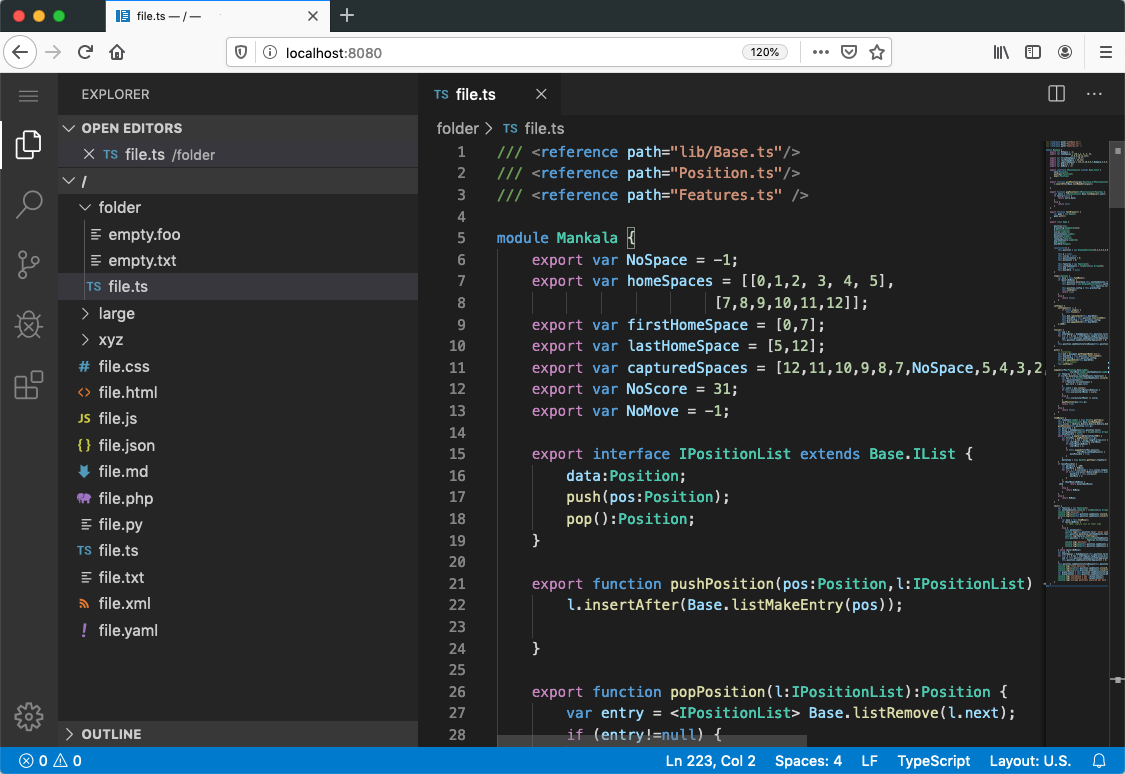 file.ts — / —
localhost:8080
120%
EXPLORER
OPEN EDITORS
TS file.ts /folder
/
folder
empty.foo
empty.txt
TS file.ts
large
xyz
# file.css
<> file.html
JS file.js
{} file.json
file.md
file.php
file.py
TS file.ts
file.txt
file.xml
! file.yaml
OUTLINE
TS file.ts
folder > TS file.ts
1 /// <reference path="lib/Base.ts"/>
2 /// <reference path="Position.ts"/>
3 /// <reference path="Features.ts" />
4
5 module Mankala {
6 export var NoSpace = -1;
7 export var homeSpaces = [[0,1,2, 3, 4, 5],
8 [7,8,9,10,11,12]];
9 export var firstHomeSpace = [0,7];
10 export var lastHomeSpace = [5,12];
11 export var capturedSpaces = [12,11,10,9,8,7,NoSpace,5,4,3,2,
12 export var NoScore = 31;
13 export var NoMove = -1;
14
15 export interface IPositionList extends Base.IList {
16 data:Position;
17 push(pos:Position);
18 pop():Position;
19 }
20
21 export function pushPosition(pos:Position,l:IPositionList)
22 l.insertAfter(Base.listMakeEntry(pos));
23
24 }
25
26 export function popPosition(l:IPositionList):Position {
27 var entry = <IPositionList> Base.listRemove(l.next);
28 if (entry!=null) {
0 0
Ln 223, Col 2 Spaces: 4 LF TypeScript Layout: U.S.